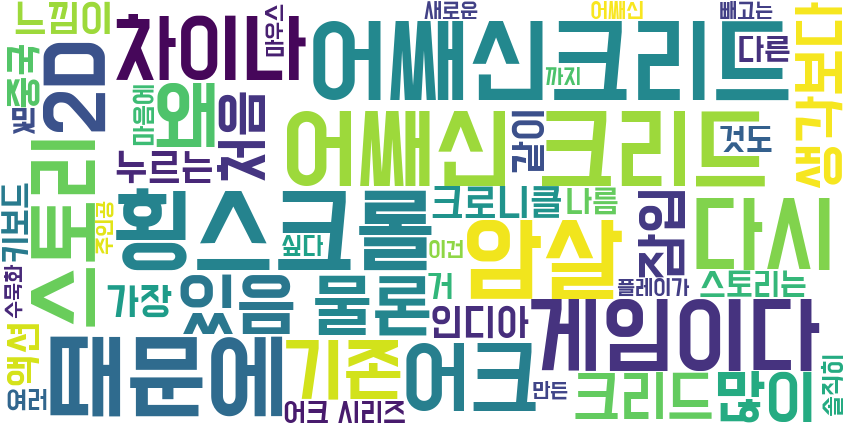 느낌이
차이나
어쌔신크리드
새로운
어쌔신
빼고는
마우스
다른
까지
생각보다
중국
2D
씬
마음에
왜
처음
어쌔신 크리드
같이
것도
누르는
스토리
키보드
주인공
횡스크롤
크로니클
나름
싶다
이건
암살
점입
다시
수묵화
가장
있음
물론
거
플레이가
스토리는
인디아
게임이다
액션
때문에
기존
어크
여러
어크 시리즈
만든
크리드
많이
솔직히